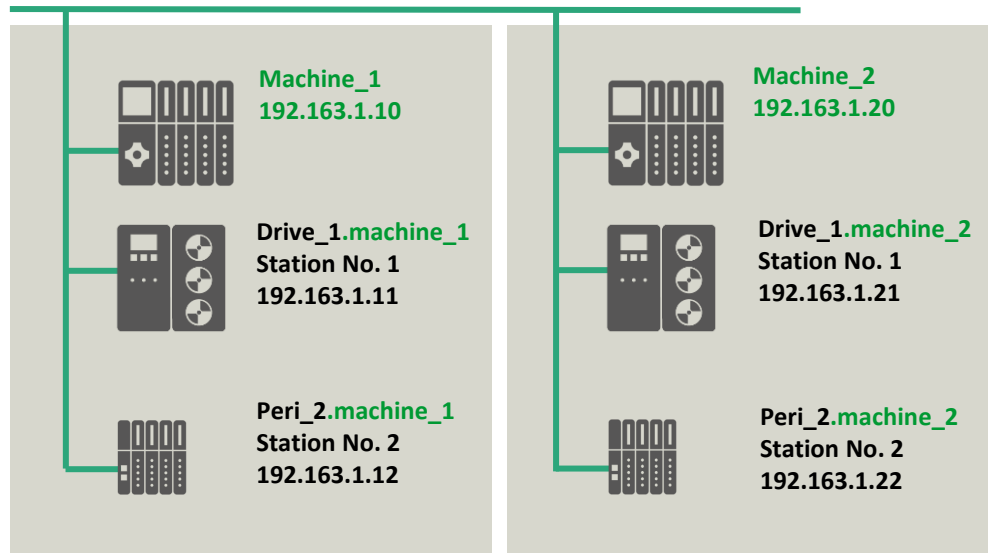 Machine_1
192.163.1.10
Drive_1.machine_1
Station No. 1
192.163.1.11
Peri_2.machine_1
Station No. 2
192.163.1.12
Machine_2
192.163.1.20
Drive_1.machine_2
Station No. 1
192.163.1.21
Peri_2.machine_2
Station No. 2
192.163.1.22